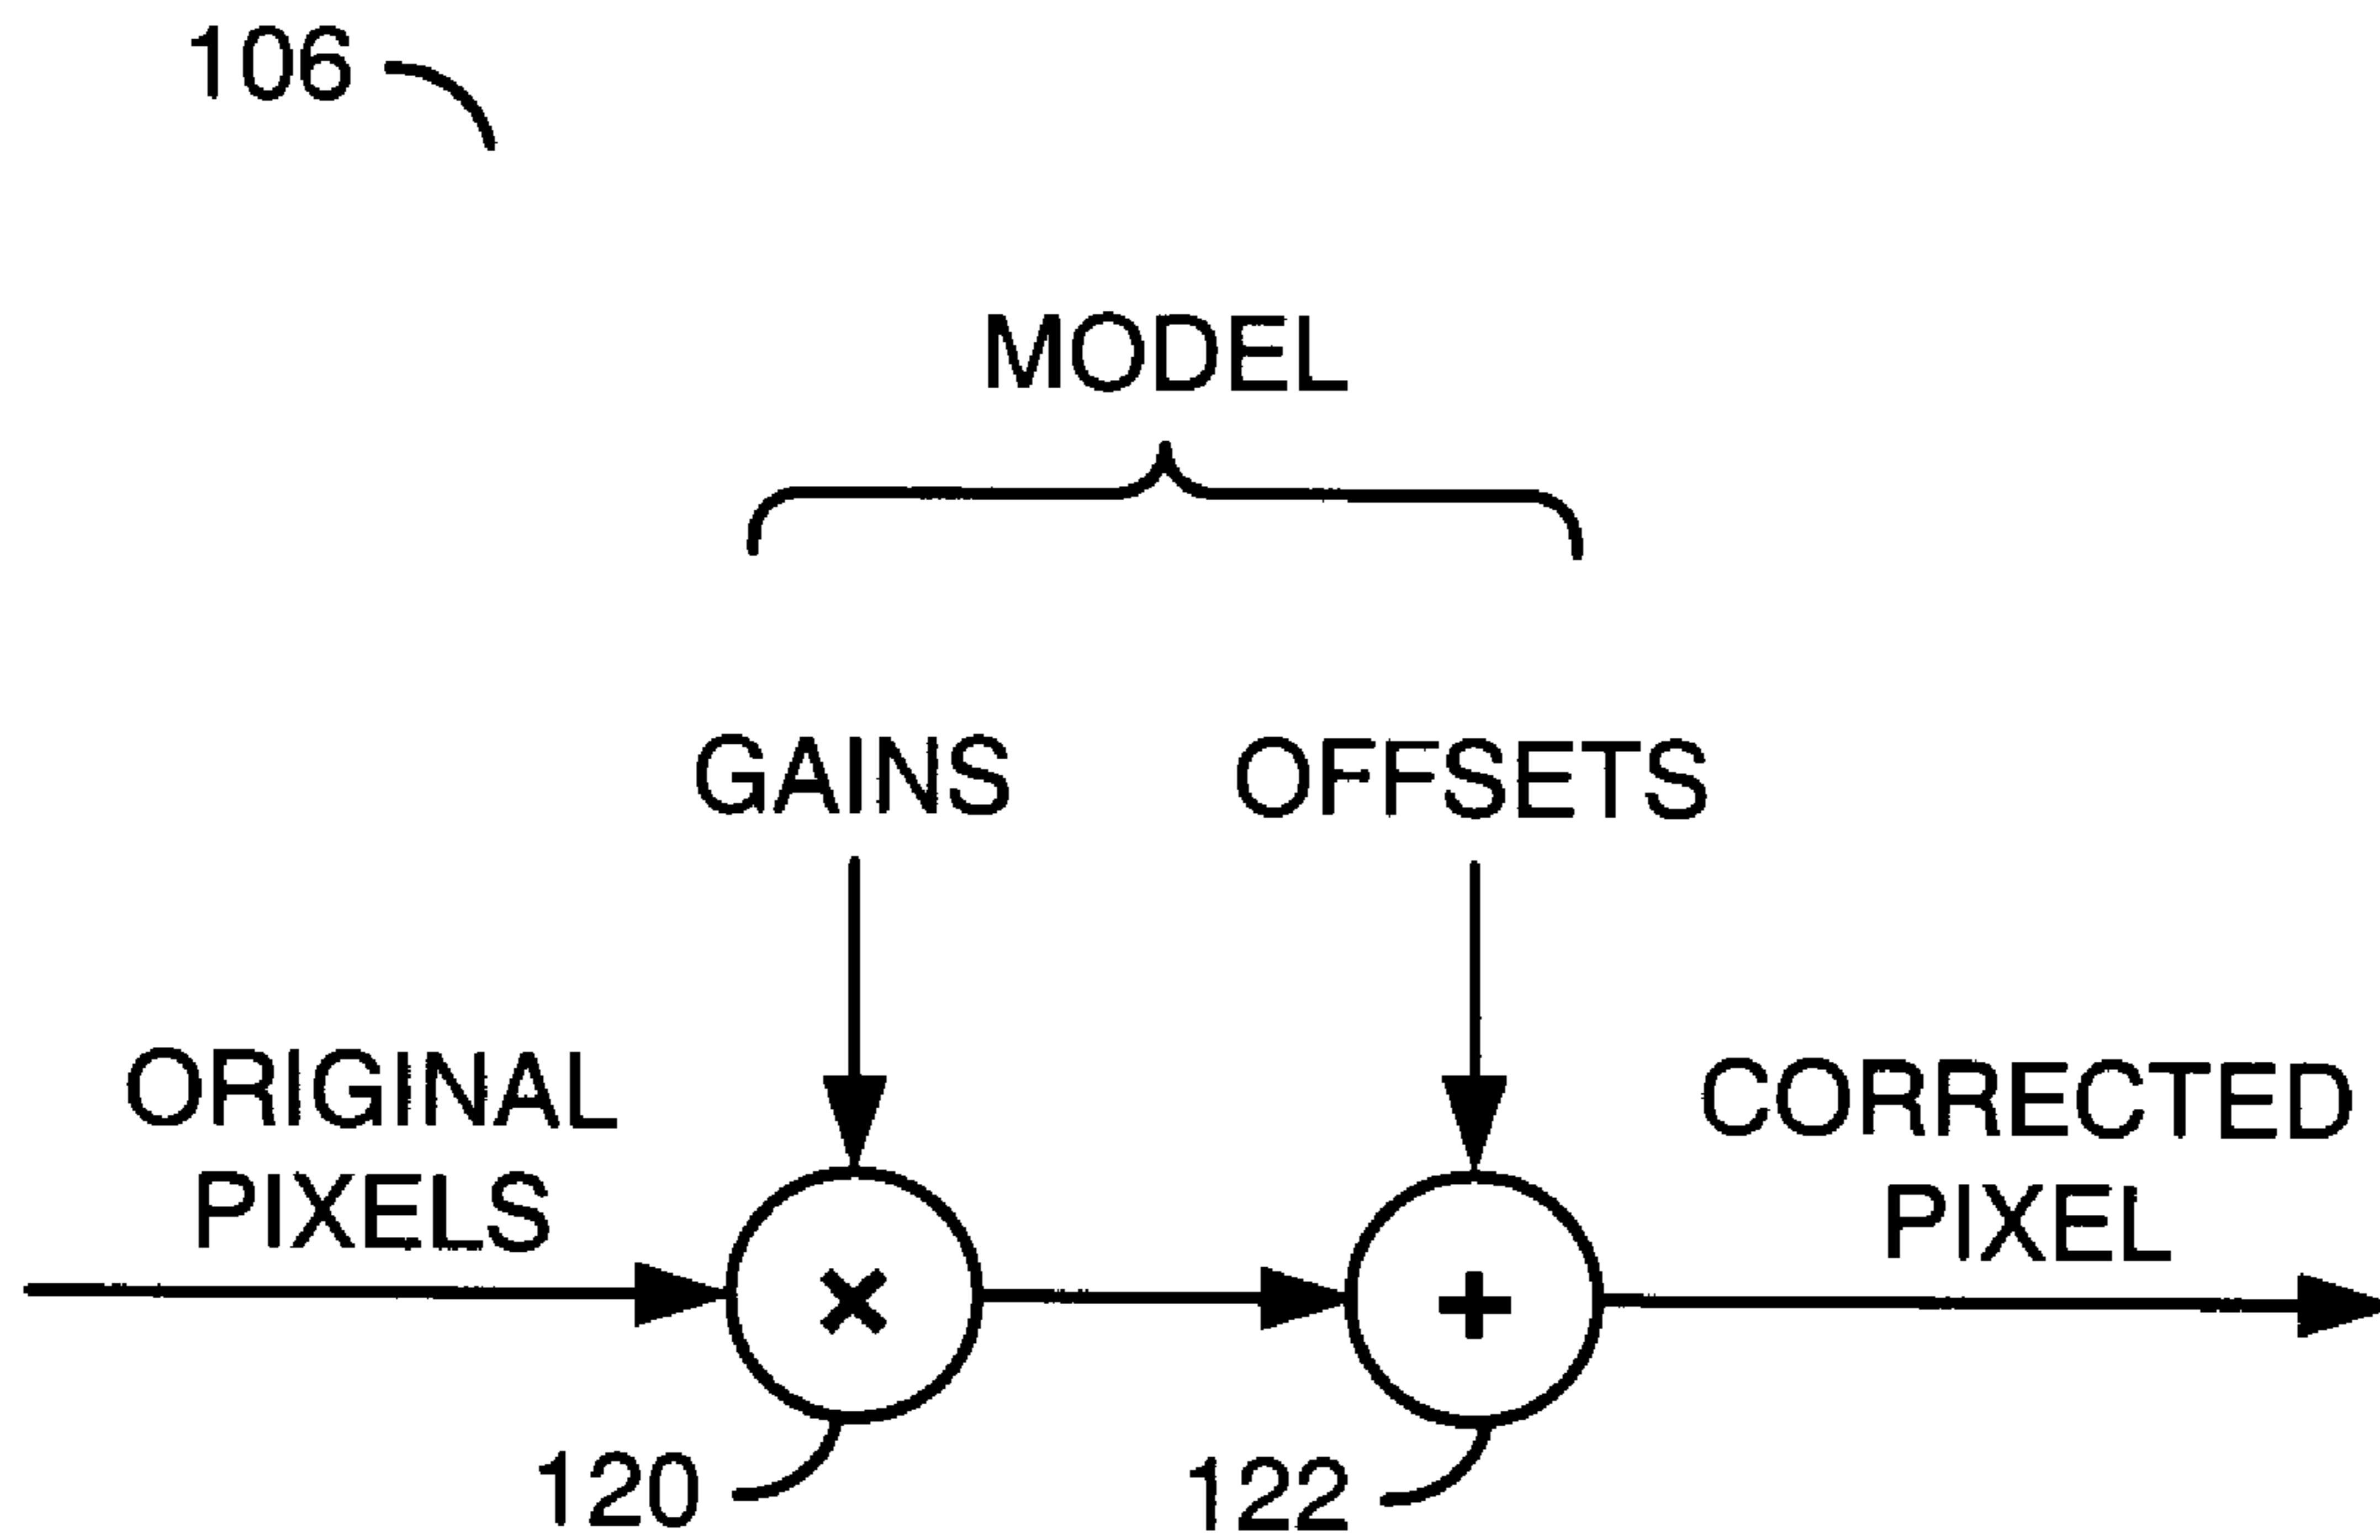 106
MODEL
GAINS
OFFSETS
ORIGINAL
PIXELS
CORRECTED
PIXEL
×
+
120
122